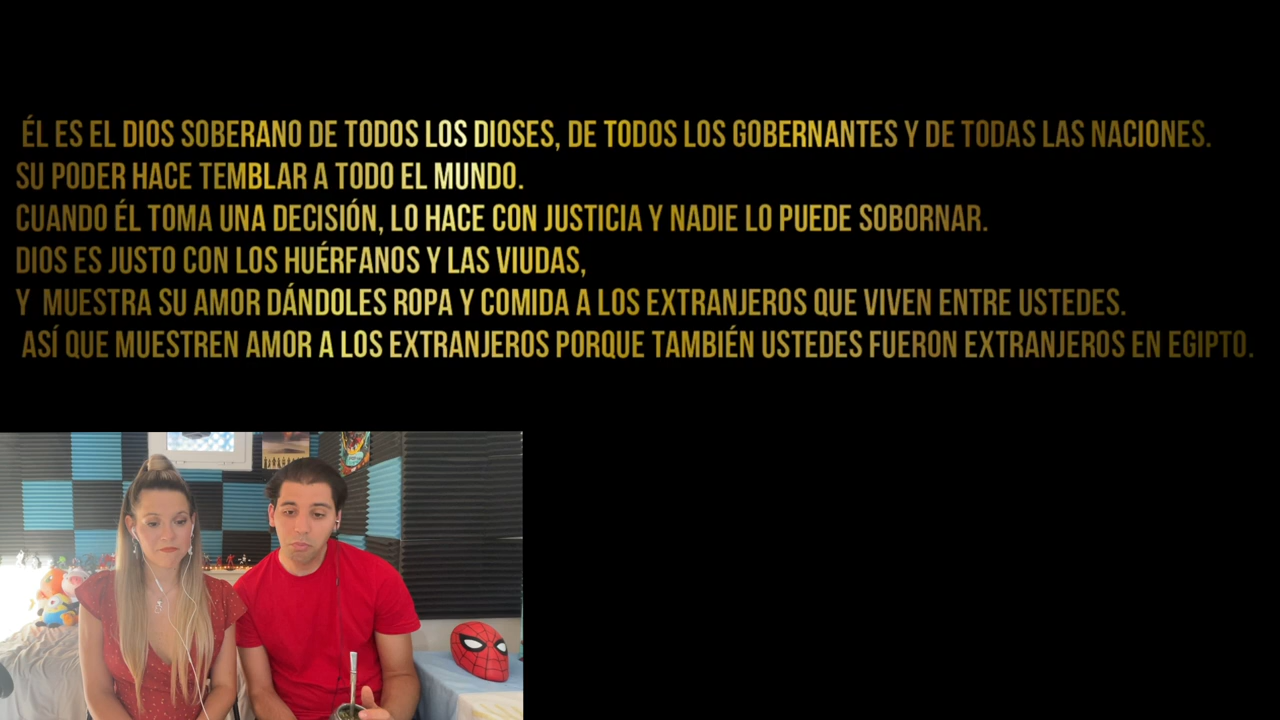 ÉL ES EL DIOS SOBERANO DE TODOS LOS DIOSES, DE TODOS LOS GOBERNANTES Y DE TODAS LAS NACIONES.
SU PODER HACE TEMBLAR A TODO EL MUNDO.
CUANDO ÉL TOMA UNA DECISIÓN, LO HACE CON JUSTICIA Y NADIE LO PUEDE SOBORNAR.
DIOS ES JUSTO CON LOS HUÉRFANOS Y LAS VIUDAS,
Y MUESTRA SU AMOR DÁNDOLES ROPA Y COMIDA A LOS EXTRANJEROS QUE VIVEN ENTRE USTEDES.
ASÍ QUE MUESTREN AMOR A LOS EXTRANJEROS PORQUE TAMBIÉN USTEDES FUERON EXTRANJEROS EN EGIPTO.